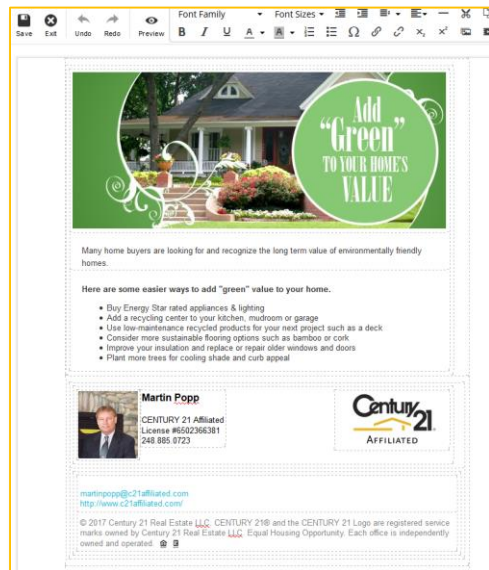 Font Family
Font Sizes
Save
Exit
Undo
Redo
Preview
B I U A A Ω x₂ x²
Add
“Green”
TO YOUR HOME'S
VALUE
Many home buyers are looking for and recognize the long term value of environmentally friendly
homes.
Here are some easier ways to add "green" value to your home.
• Buy Energy Star rated appliances & lighting
• Add a recycling center to your kitchen, mudroom or garage
• Use low-maintenance recycled products for your next project such as a deck
• Consider more sustainable flooring options such as bamboo or cork
• Improve your insulation and replace or repair older windows and doors
• Plant more trees for cooling shade and curb appeal
Martin Popp
CENTURY 21 Affiliated
License #6502366381
248.885.0723
Century 21
AFFILIATED
martinpopp@c21affiliated.com
http://www.c21affiliated.com/
© 2017 Century 21 Real Estate LLC. CENTURY 21® and the CENTURY 21 Logo are registered service
marks owned by Century 21 Real Estate LLC. Equal Housing Opportunity. Each office is independently
owned and operated.